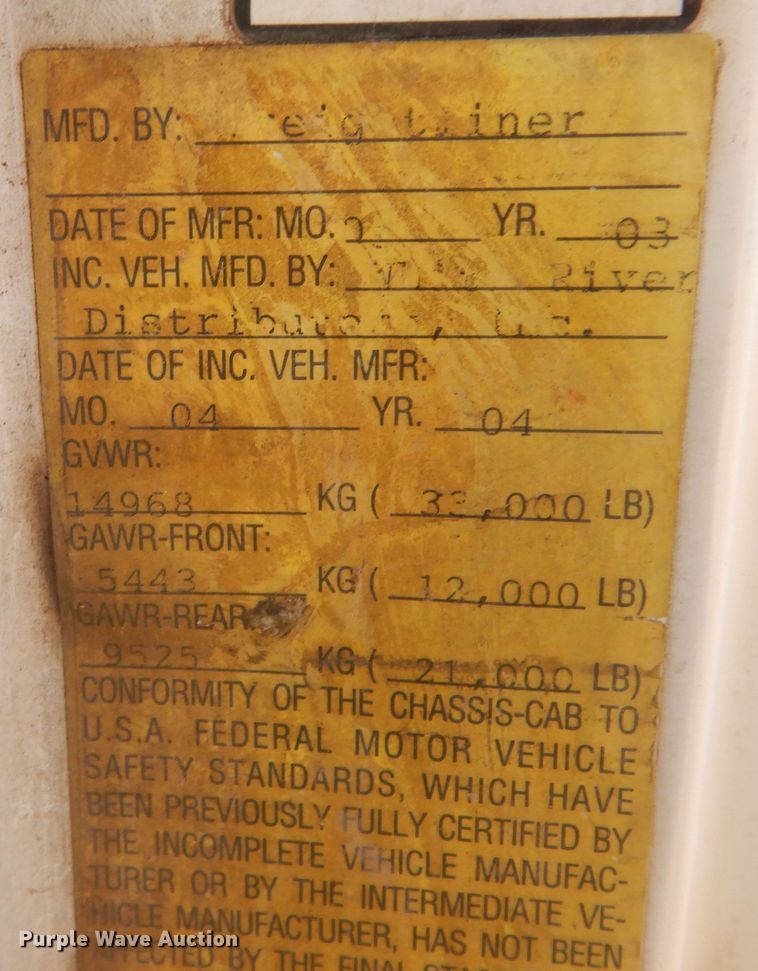 MFD. BY:
DATE OF MFR: MO. YR. 03
INC. VEH. MFD. BY: River
DATE OF INC. VEH. MFR:
MO. 04 YR. 04
GVWR:
14968 KG ( 33,000 LB)
GAWR-FRONT:
5443 KG ( 12,000 LB)
GAWR-REAR
9525 KG ( 21,000 LB)
CONFORMITY OF THE CHASSIS-CAB TO
U.S.A. FEDERAL MOTOR VEHICLE
SAFETY STANDARDS, WHICH HAVE
BEEN PREVIOUSLY FULLY CERTIFIED BY
THE INCOMPLETE VEHICLE MANUFAC-
TURER OR BY THE INTERMEDIATE VE-
HICLE MANUFACTURER, HAS NOT BEEN
AFFECTED BY THE FINAL
Purple Wave Auction